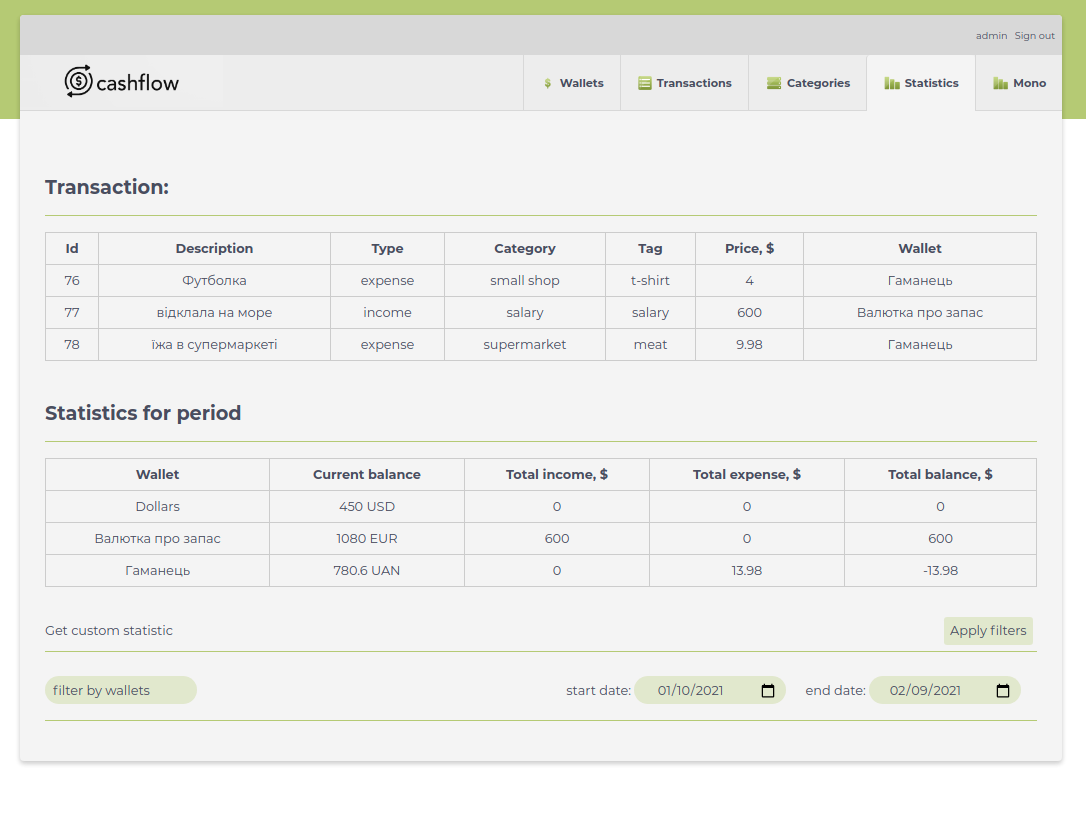 admin Sign out
cashflow
Wallets Transactions Categories Statistics Mono
Transaction:
Id Description Type Category Tag Price, $ Wallet
76 Футболка expense small shop t-shirt 4 Гаманець
77 відклала на море income salary salary 600 Валютка про запас
78 їжа в супермаркеті expense supermarket meat 9.98 Гаманець
Statistics for period
Wallet Current balance Total income, $ Total expense, $ Total balance, $
Dollars 450 USD 0 0 0
Валютка про запас 1080 EUR 600 0 600
Гаманець 780.6 UAN 0 13.98 -13.98
Get custom statistic Apply filters
filter by wallets start date: 01/10/2021 end date: 02/09/2021